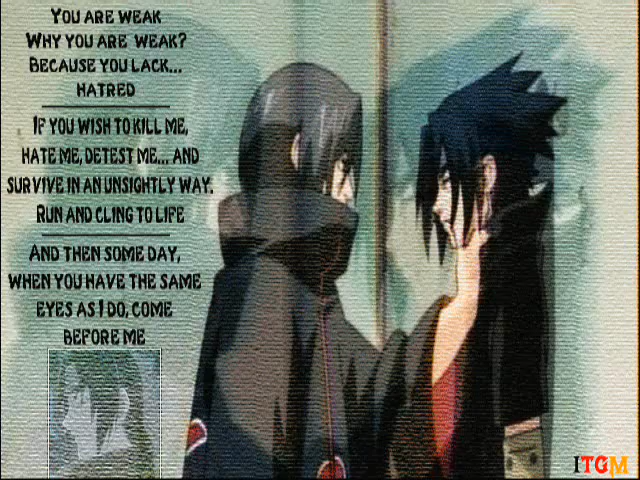 YOU ARE WEAK
WHY YOU ARE WEAK?
BECAUSE YOU LACK...
HATRED
IF YOU WISH TO KILL ME,
HATE ME, DETEST ME... AND
SURVIVE IN AN UNSIGHTLY WAY.
RUN AND CLING TO LIFE
AND THEN SOME DAY,
WHEN YOU HAVE THE SAME
EYES AS I DO, COME
BEFORE ME
ITGM